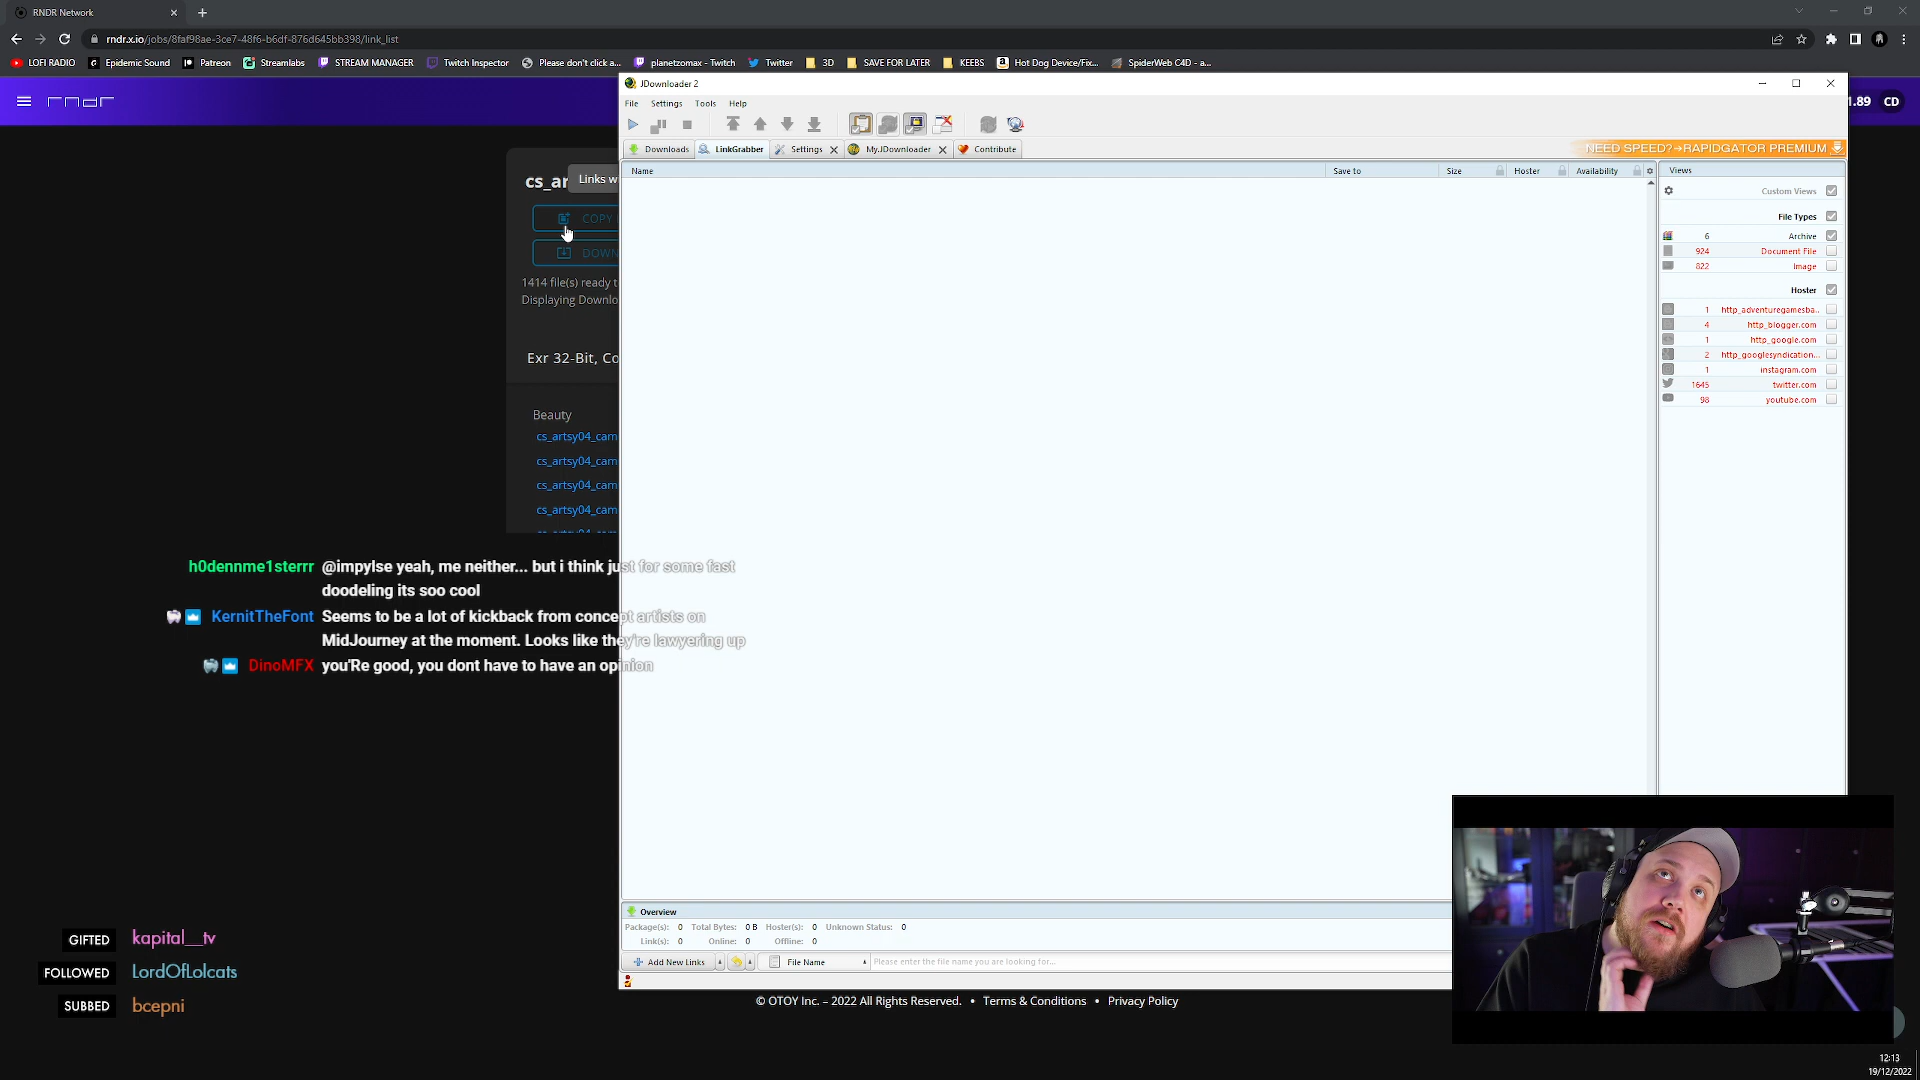 RNDR Network
rndr.x.io/jobs/8faf98ae-3ce7-48f6-b6df-876d645bb398/link_list
LOFI RADIO
Epidemic Sound
Patreon
Streamlabs
STREAM MANAGER
Twitch Inspector
Please don't click a...
planetzomax - Twitch
Twitter
3D
SAVE FOR LATER
KEEBS
Hot Dog Device/Fix...
SpiderWeb C4D - a...
rndr
1.89 CD
cs_ar
Links w
COPY
DOWN
1414 file(s) ready t
Displaying Downlo
Exr 32-Bit, Co
Beauty
cs_artsy04_cam
cs_artsy04_cam
cs_artsy04_cam
cs_artsy04_cam
JDownloader 2
File Settings Tools Help
Downloads
LinkGrabber
Settings
My.JDownloader
Contribute
NEED SPEED?→RAPIDGATOR PREMIUM
Name
Save to
Size
Hoster
Availability
Views
Custom Views
File Types
6 Archive
924 Document File
822 Image
Hoster
1 http_adventuregamesba..
4 http_blogger.com
1 http_google.com
2 http_googlesyndication...
1 instagram.com
1645 twitter.com
98 youtube.com
h0dennme1sterrr @impylse yeah, me neither... but i think just for some fast
doodeling its soo cool
KernitTheFont Seems to be a lot of kickback from concept artists on
MidJourney at the moment. Looks like they're lawyering up
DinoMFX you'Re good, you dont have to have an opinion
Overview
Package(s): 0 Total Bytes: 0 B Hoster(s): 0 Unknown Status: 0
Link(s): 0 Online: 0 Offline: 0
Add New Links
File Name
Please enter the file name you are looking for...
GIFTED kapital__tv
FOLLOWED LordOfLolcats
SUBBED bcepni
© OTOY Inc. – 2022 All Rights Reserved. • Terms & Conditions • Privacy Policy
12:13
19/12/2022